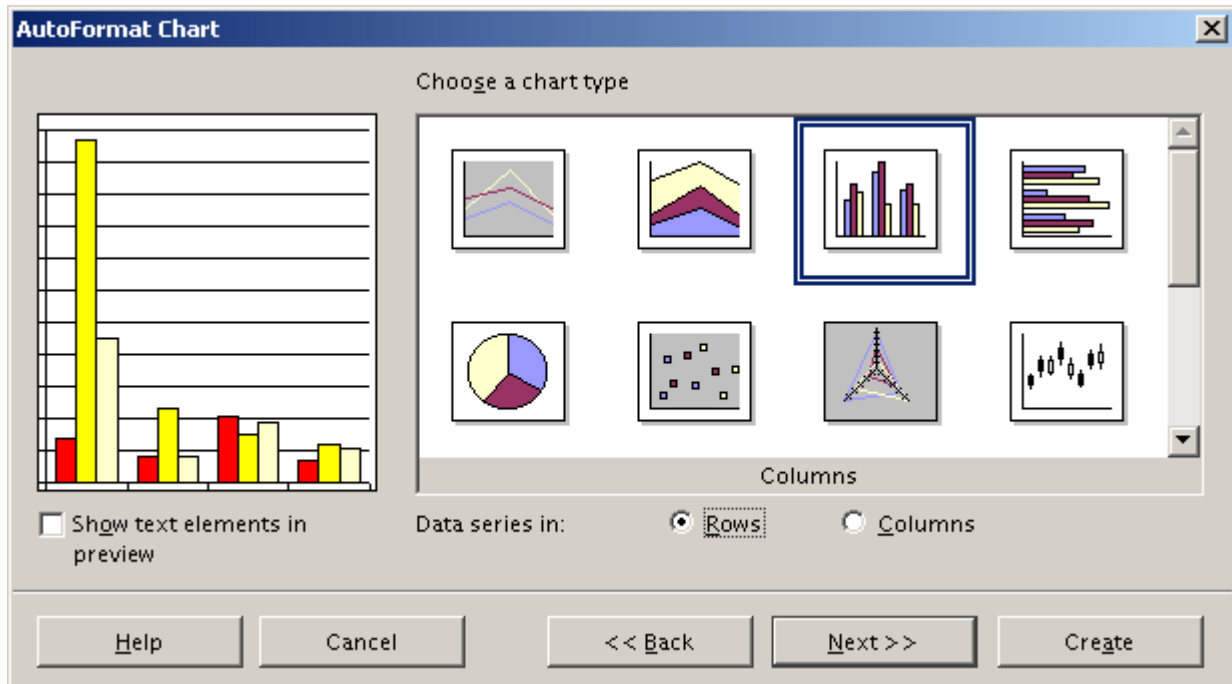 AutoFormat Chart
Choose a chart type
Columns
Show text elements in
preview
Data series in:
Rows
Columns
Help
Cancel
<< Back
Next >>
Create